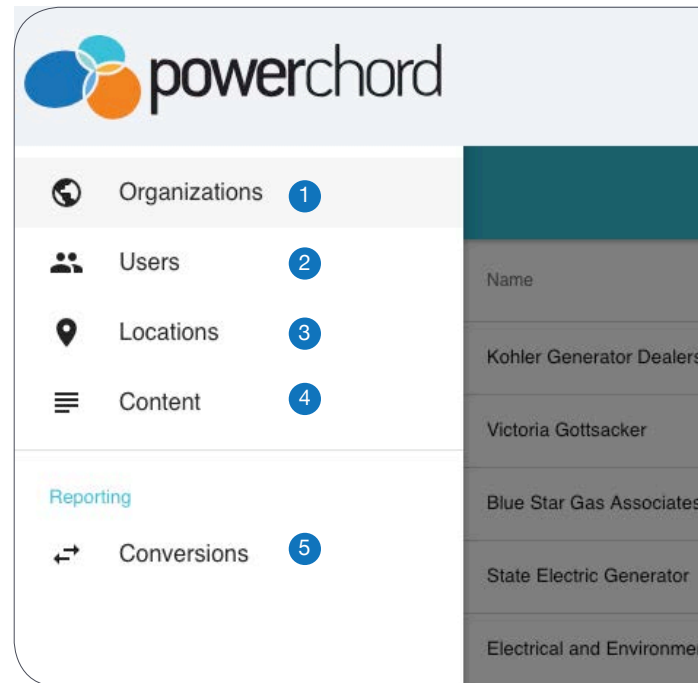 powerchord
Organizations 1
Users 2
Locations 3
Content 4
Reporting
Conversions 5
Name
Kohler Generator Dealers
Victoria Gottsacker
Blue Star Gas Associates
State Electric Generator
Electrical and Environme